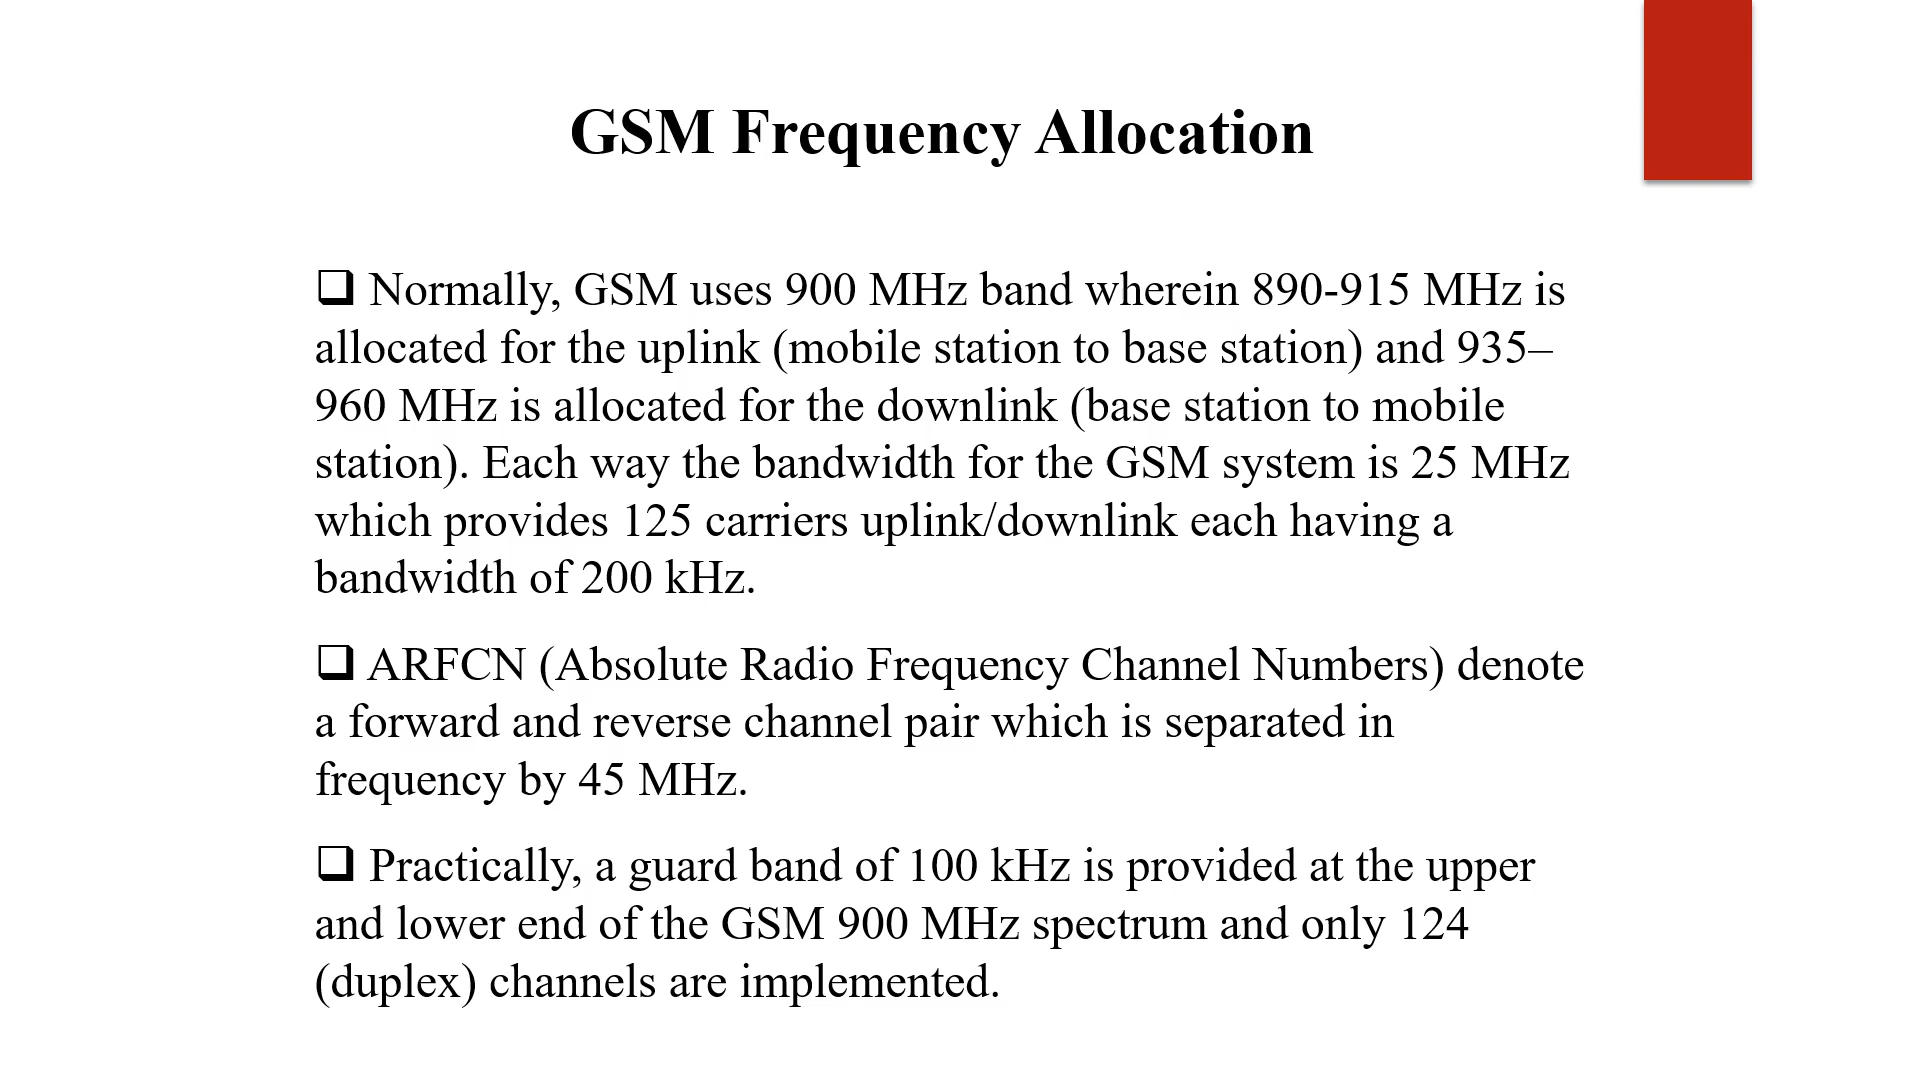 GSM Frequency Allocation
❑ Normally, GSM uses 900 MHz band wherein 890-915 MHz is
allocated for the uplink (mobile station to base station) and 935–
960 MHz is allocated for the downlink (base station to mobile
station). Each way the bandwidth for the GSM system is 25 MHz
which provides 125 carriers uplink/downlink each having a
bandwidth of 200 kHz.
❑ ARFCN (Absolute Radio Frequency Channel Numbers) denote
a forward and reverse channel pair which is separated in
frequency by 45 MHz.
❑ Practically, a guard band of 100 kHz is provided at the upper
and lower end of the GSM 900 MHz spectrum and only 124
(duplex) channels are implemented.